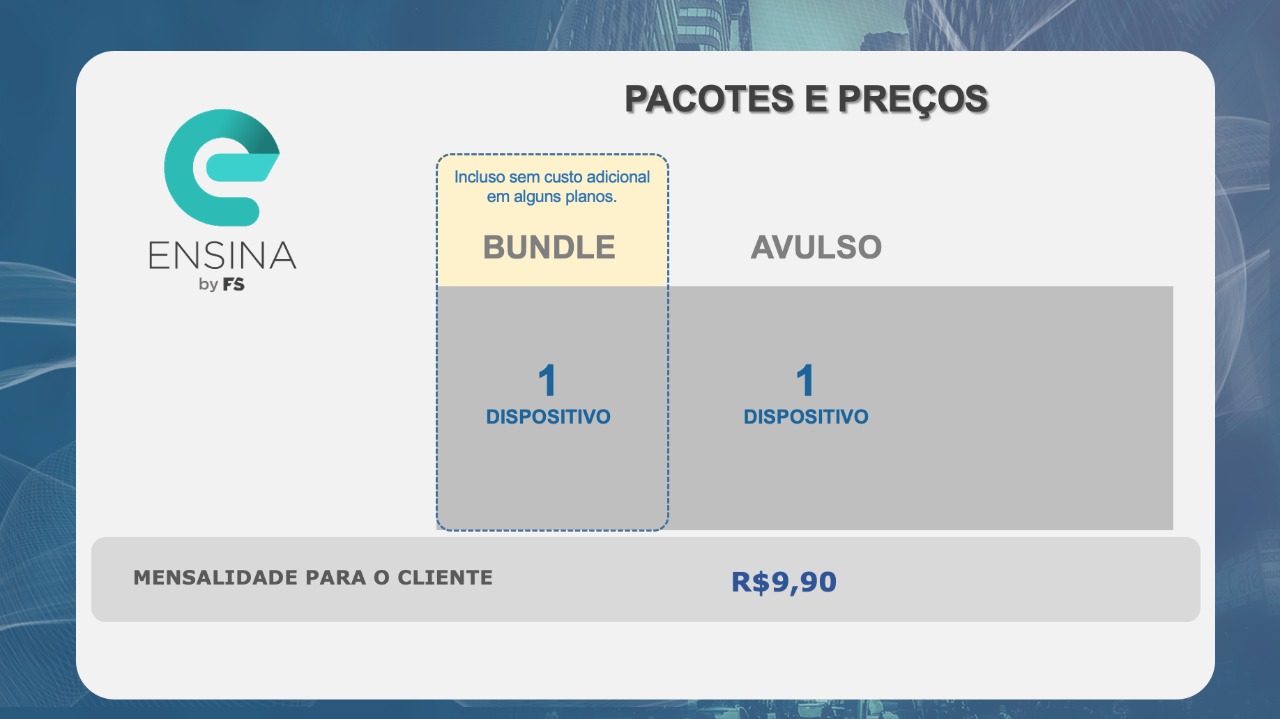 PACOTES E PREÇOS
ENSINA
by FS
Incluso sem custo adicional
em alguns planos.
BUNDLE
AVULSO
1
DISPOSITIVO
1
DISPOSITIVO
MENSALIDADE PARA O CLIENTE
R$9,90